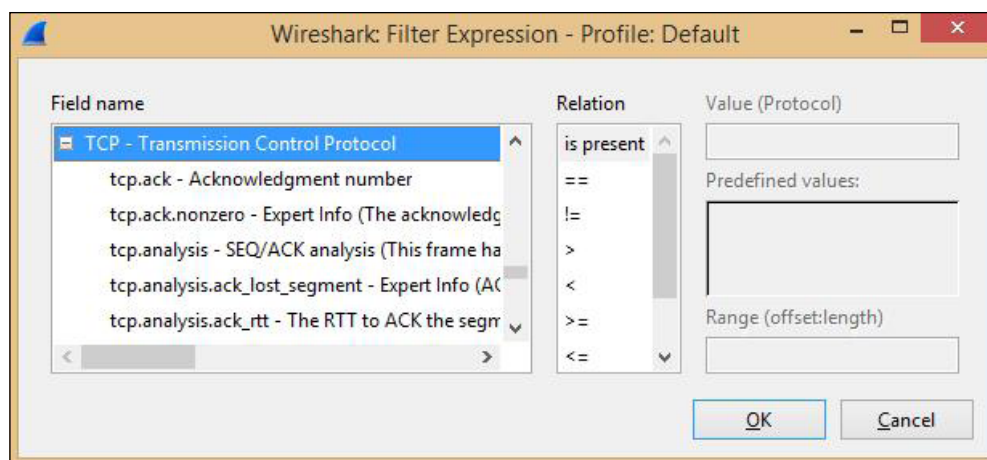 Wireshark: Filter Expression - Profile: Default
Field name
TCP - Transmission Control Protocol
tcp.ack - Acknowledgment number
tcp.ack.nonzero - Expert Info (The acknowledg
tcp.analysis - SEQ/ACK analysis (This frame ha
tcp.analysis.ack_lost_segment - Expert Info (AC
tcp.analysis.ack_rtt - The RTT to ACK the segm
Relation
is present
==
!=
>
<
>=
<=
Value (Protocol)
Predefined values:
Range (offset:length)
OK
Cancel